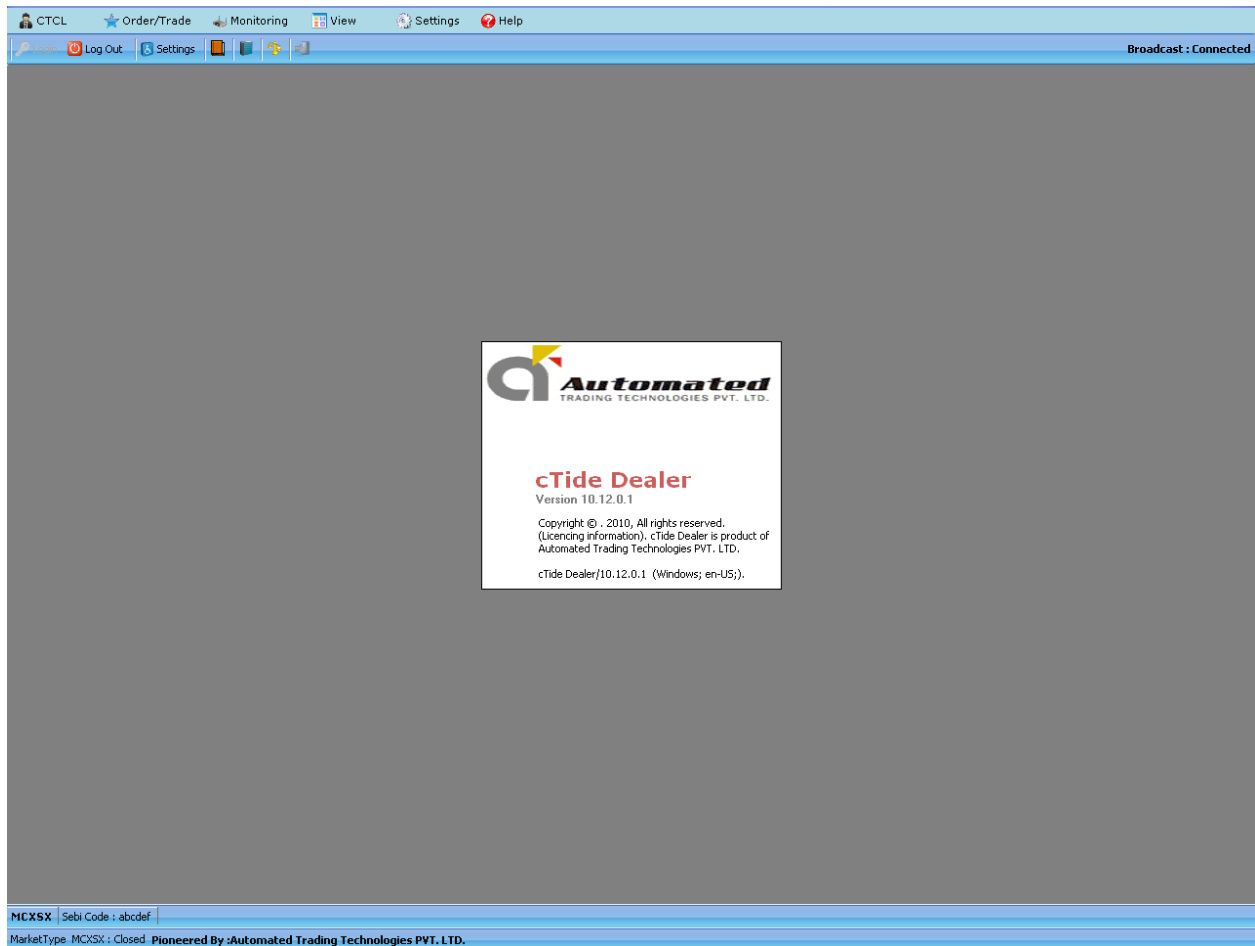 CTCL Order/Trade Monitoring View Settings Help
Log Out Settings Broadcast : Connected
Automated
TRADING TECHNOLOGIES PVT. LTD.
cTide Dealer
Version 10.12.0.1
Copyright © . 2010, All rights reserved.
(Licencing information). cTide Dealer is product of
Automated Trading Technologies PVT. LTD.
cTide Dealer/10.12.0.1 (Windows; en-US;).
MCXSX Sebi Code : abcdef
MarketType MCXSX : Closed Pioneered By :Automated Trading Technologies PVT. LTD.